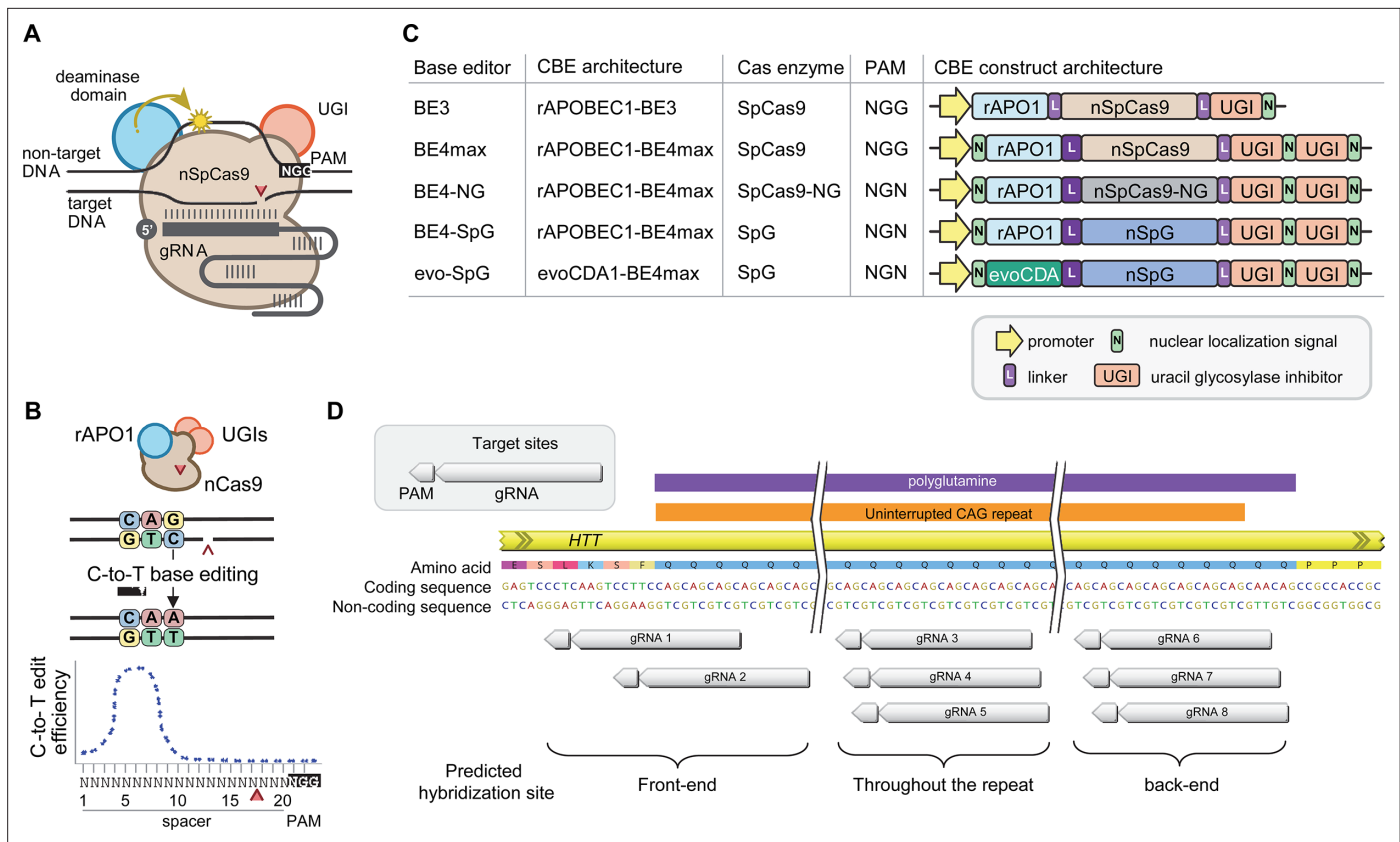 A
deaminase
domain
UGI
non-target
DNA
PAM
NGG
nSpCas9
target
DNA
5'
gRNA
C
Base editor CBE architecture Cas enzyme PAM CBE construct architecture
BE3 rAPOBEC1-BE3 SpCas9 NGG rAPO1 L nSpCas9 L UGI N
BE4max rAPOBEC1-BE4max SpCas9 NGG N rAPO1 L nSpCas9 L UGI N UGI N
BE4-NG rAPOBEC1-BE4max SpCas9-NG NGN N rAPO1 L nSpCas9-NG L UGI N UGI N
BE4-SpG rAPOBEC1-BE4max SpG NGN N rAPO1 L nSpG L UGI N UGI N
evo-SpG evoCDA1-BE4max SpG NGN N evoCDA L nSpG L UGI N UGI N
promoter N nuclear localization signal
L linker UGI uracil glycosylase inhibitor
B
rAPO1 UGIs
nCas9
C A G
G T C
C-to-T base editing
C A A
G T T
C-to-T edit
efficiency
NNNNNNNNNNNNNNNNNNNNNGG
1 5 10 15 20
spacer PAM
D
Target sites
PAM gRNA
polyglutamine
Uninterrupted CAG repeat
HTT
Amino acid E S L K S F Q Q Q Q Q Q Q Q Q Q Q Q Q Q Q Q Q Q Q Q Q Q P P P
Coding sequence GAGTCCCTCAAGTCCTTCCAGCAGCAGCAGCAGCAGC GCAGCAGCAGCAGCAGCAGCAGCAGCA CAGCAGCAGCAGCAGCAGCAGCAACAGCCGCCACCGC
Non-coding sequence CTCAGGGAGTTCAGGAAGGTCGTCGTCGTCGTCGTCG CGTCGTCGTCGTCGTCGTCGTCGTCGT GTCGTCGTCGTCGTCGTCGTCGTTGTCGGCGGTGGCG
gRNA 1 gRNA 3 gRNA 6
gRNA 2 gRNA 4 gRNA 7
gRNA 5 gRNA 8
Predicted
hybridization site
Front-end Throughout the repeat back-end